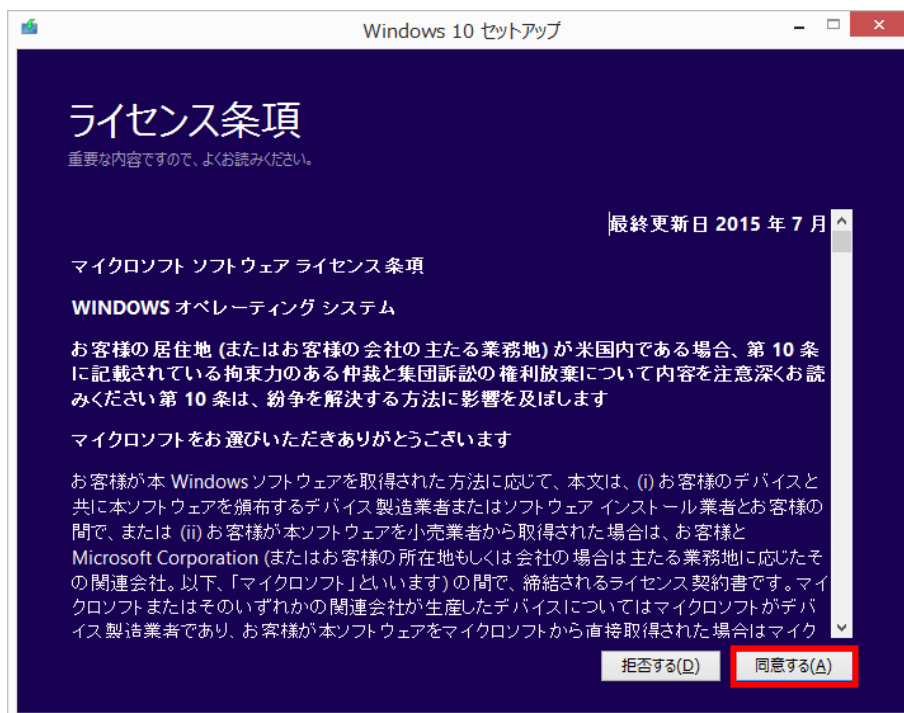 Windows 10 セットアップ
ライセンス条項
重要な内容ですので、よくお読みください。
最終更新日 2015 年 7 月
マイクロソフト ソフトウェア ライセンス条項
WINDOWS オペレーティング システム
お客様の居住地 (またはお客様の会社の主たる業務地) が米国内である場合、第 10 条
に記載されている拘束力のある仲裁と集団訴訟の権利放棄について内容を注意深くお読
みください第 10 条は、紛争を解決する方法に影響を及ぼします
マイクロソフトをお選びいただきありがとうございます
お客様が本 Windows ソフトウェアを取得された方法に応じて、本文は、(i) お客様のデバイスと
共に本ソフトウェアを頒布するデバイス製造業者またはソフトウェア インストール業者とお客様の
間で、または (ii) お客様が本ソフトウェアを小売業者から取得された場合は、お客様と
Microsoft Corporation (またはお客様の所在地もしくは会社の場合は主たる業務地に応じたそ
の関連会社。以下、「マイクロソフト」といいます) の間で、締結されるライセンス契約書です。マイ
クロソフトまたはそのいずれかの関連会社が生産したデバイスについてはマイクロソフトがデバ
イス製造業者であり、お客様が本ソフトウェアをマイクロソフトから直接取得された場合はマイク
拒否する(D) 同意する(A)